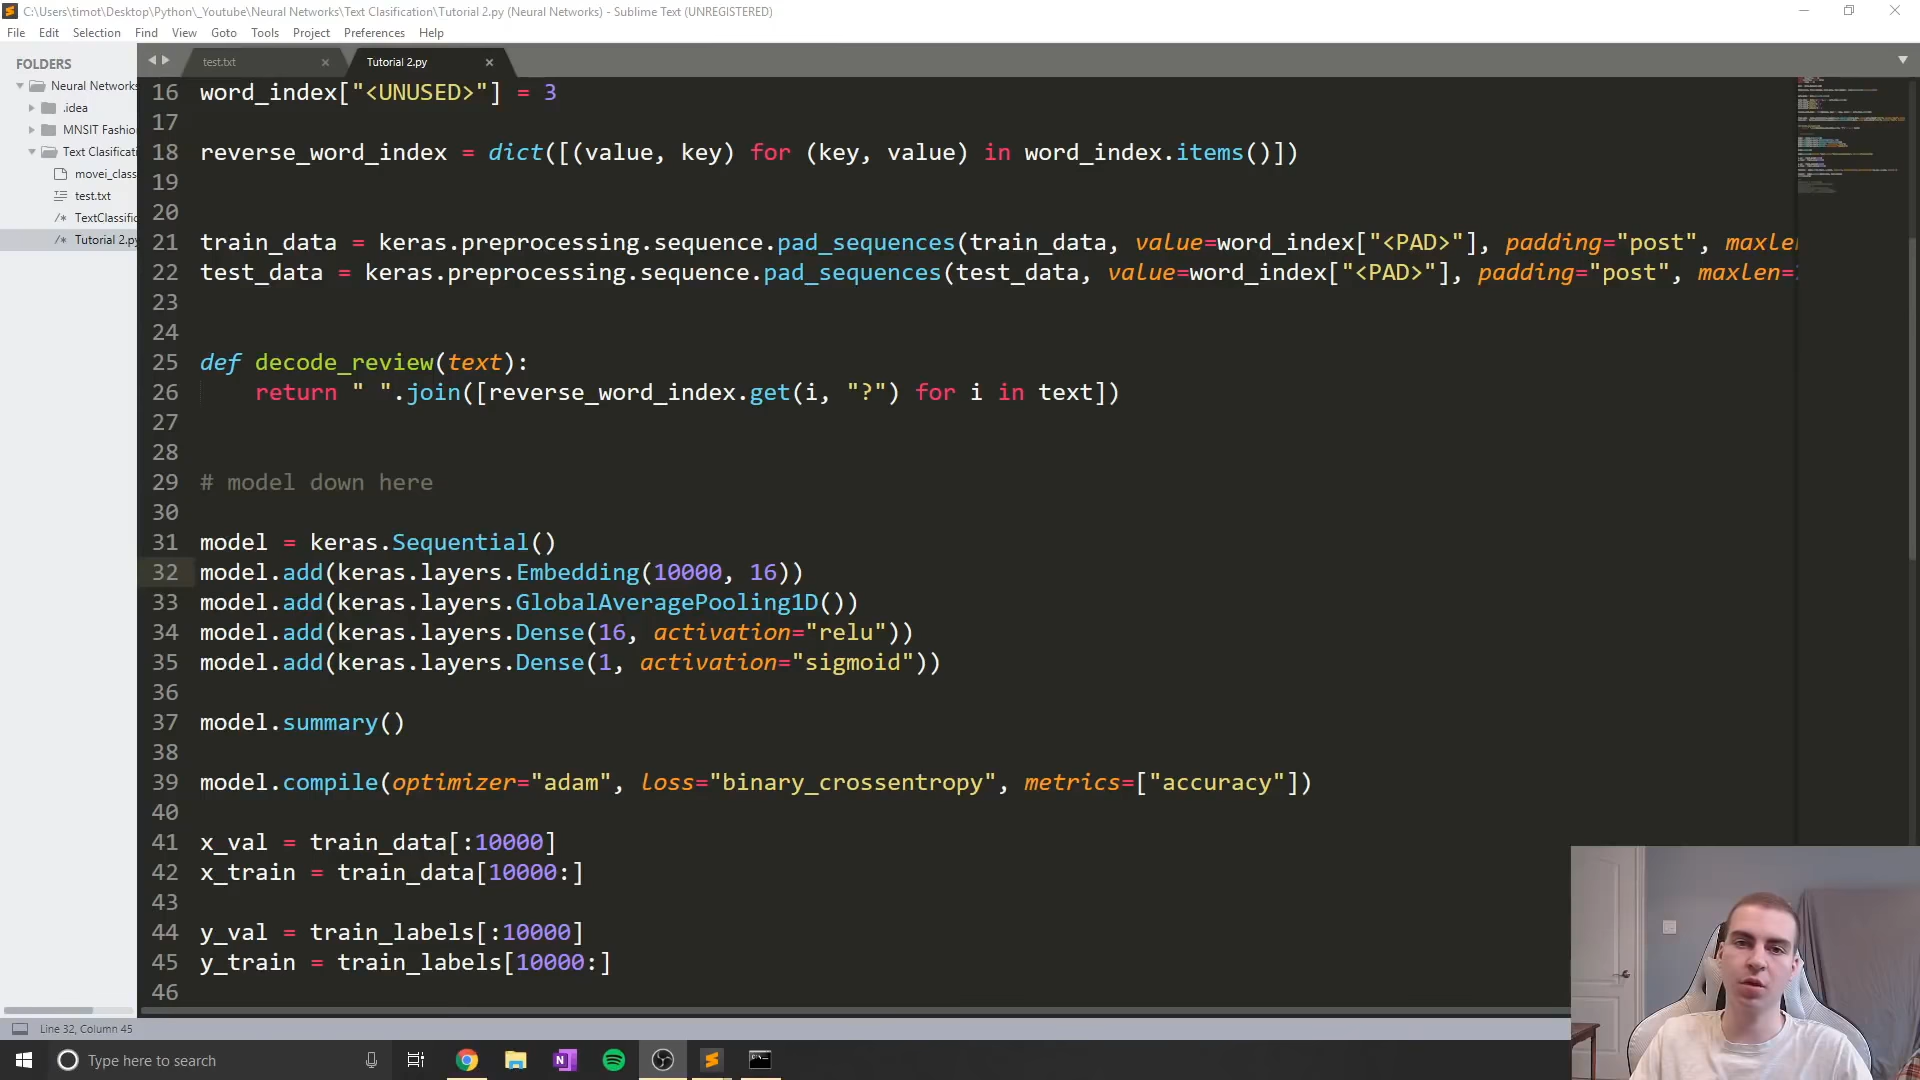 C:\Users\timot\Desktop\Python\_Youtube\Neural Networks\Text Clasification\Tutorial 2.py (Neural Networks) - Sublime Text (UNREGISTERED)
File Edit Selection Find View Goto Tools Project Preferences Help
FOLDERS
Neural Networks
.idea
MNSIT Fashio
Text Clasificati
movei_class
test.txt
TextClassific
Tutorial 2.py
test.txt
Tutorial 2.py
16 word_index["<UNUSED>"] = 3
17
18 reverse_word_index = dict([(value, key) for (key, value) in word_index.items()])
19
20
21 train_data = keras.preprocessing.sequence.pad_sequences(train_data, value=word_index["<PAD>"], padding="post", maxlen
22 test_data = keras.preprocessing.sequence.pad_sequences(test_data, value=word_index["<PAD>"], padding="post", maxlen=
23
24
25 def decode_review(text):
26 return " ".join([reverse_word_index.get(i, "?") for i in text])
27
28
29 # model down here
30
31 model = keras.Sequential()
32 model.add(keras.layers.Embedding(10000, 16))
33 model.add(keras.layers.GlobalAveragePooling1D())
34 model.add(keras.layers.Dense(16, activation="relu"))
35 model.add(keras.layers.Dense(1, activation="sigmoid"))
36
37 model.summary()
38
39 model.compile(optimizer="adam", loss="binary_crossentropy", metrics=["accuracy"])
40
41 x_val = train_data[:10000]
42 x_train = train_data[10000:]
43
44 y_val = train_labels[:10000]
45 y_train = train_labels[10000:]
46
Line 32, Column 45
Type here to search